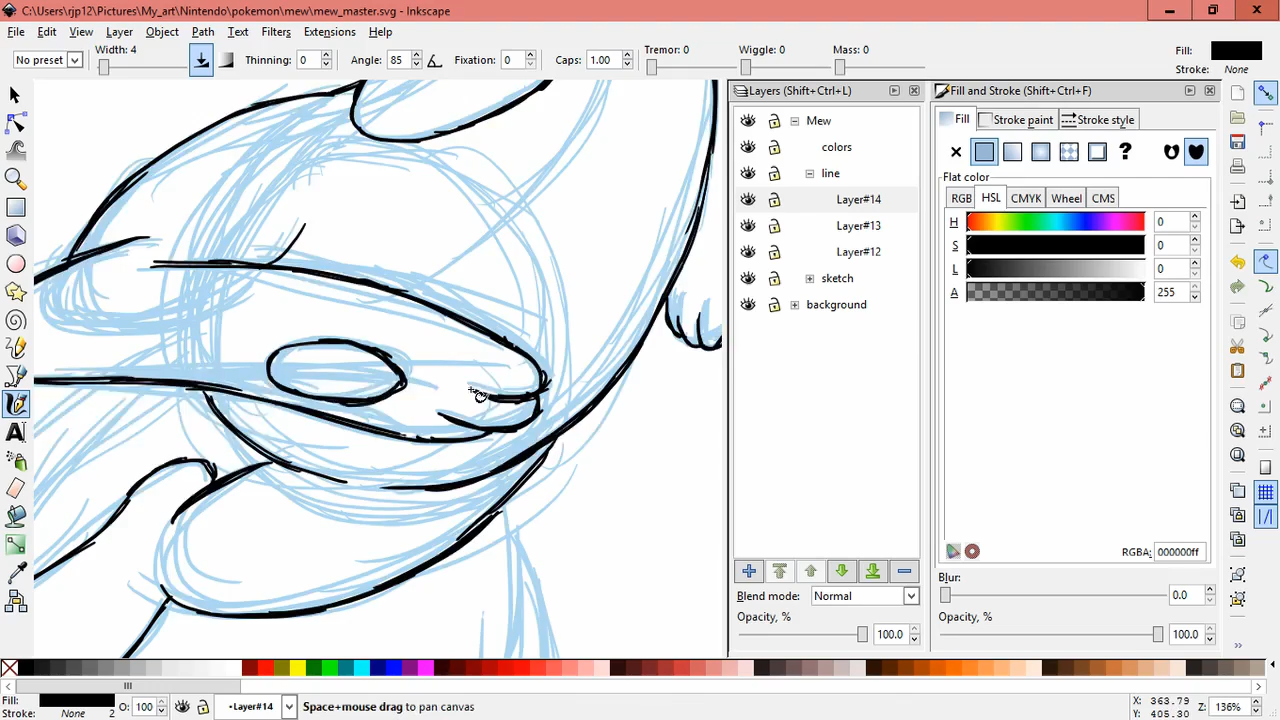 C:\Users\rjp12\Pictures\My_art\Nintendo\pokemon\mew\mew_master.svg - Inkscape
File Edit View Layer Object Path Text Filters Extensions Help
No preset Width: 4 Thinning: 0 Angle: 85 Fixation: 0 Caps: 1.00 Tremor: 0 Wiggle: 0 Mass: 0 Fill:
Stroke: None
Layers (Shift+Ctrl+L)
Mew
colors
line
Layer#14
Layer#13
Layer#12
sketch
background
Blend mode: Normal
Opacity, %
100.0
Fill and Stroke (Shift+Ctrl+F)
Fill Stroke paint Stroke style
Flat color
RGB HSL CMYK Wheel CMS
H 0
S 0
L 0
A 255
RGBA: 000000ff
Blur:
0.0
Opacity, %
100.0
Fill:
Stroke: None 2
O: 100
•Layer#14
Space+mouse drag to pan canvas
X: 363.79
Y: 405.30
Z: 136%